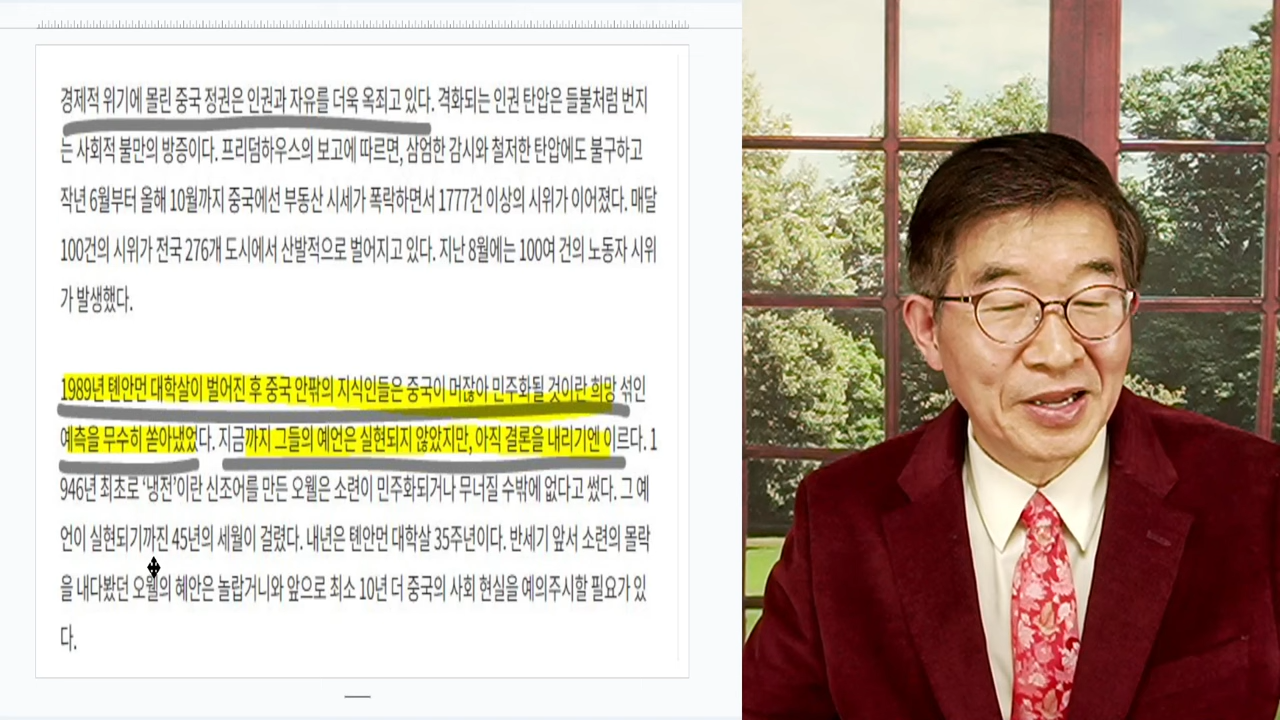 경제적 위기에 몰린 중국 정권은 인권과 자유를 더욱 옥죄고 있다. 격화되는 인권 탄압은 들불처럼 번지
는 사회적 불만의 방증이다. 프리덤하우스의 보고에 따르면, 삼엄한 감시와 철저한 탄압에도 불구하고
작년 6월부터 올해 10월까지 중국에선 부동산 시세가 폭락하면서 1777건 이상의 시위가 이어졌다. 매달
100건의 시위가 전국 276개 도시에서 산발적으로 벌어지고 있다. 지난 8월에는 100여 건의 노동자 시위
가 발생했다.
1989년 톈안먼 대학살이 벌어진 후 중국 안팎의 지식인들은 중국이 머잖아 민주화될 것이란 희망 섞인
예측을 무수히 쏟아냈었다. 지금까지 그들의 예언은 실현되지 않았지만, 아직 결론을 내리기엔 이르다. 1
946년 최초로 ‘냉전’이란 신조어를 만든 오웰은 소련이 민주화되거나 무너질 수밖에 없다고 썼다. 그 예
언이 실현되기까진 45년의 세월이 걸렸다. 내년은 톈안먼 대학살 35주년이다. 반세기 앞서 소련의 몰락
을 내다봤던 오웰의 혜안은 놀랍거니와 앞으로 최소 10년 더 중국의 사회 현실을 예의주시할 필요가 있
다.